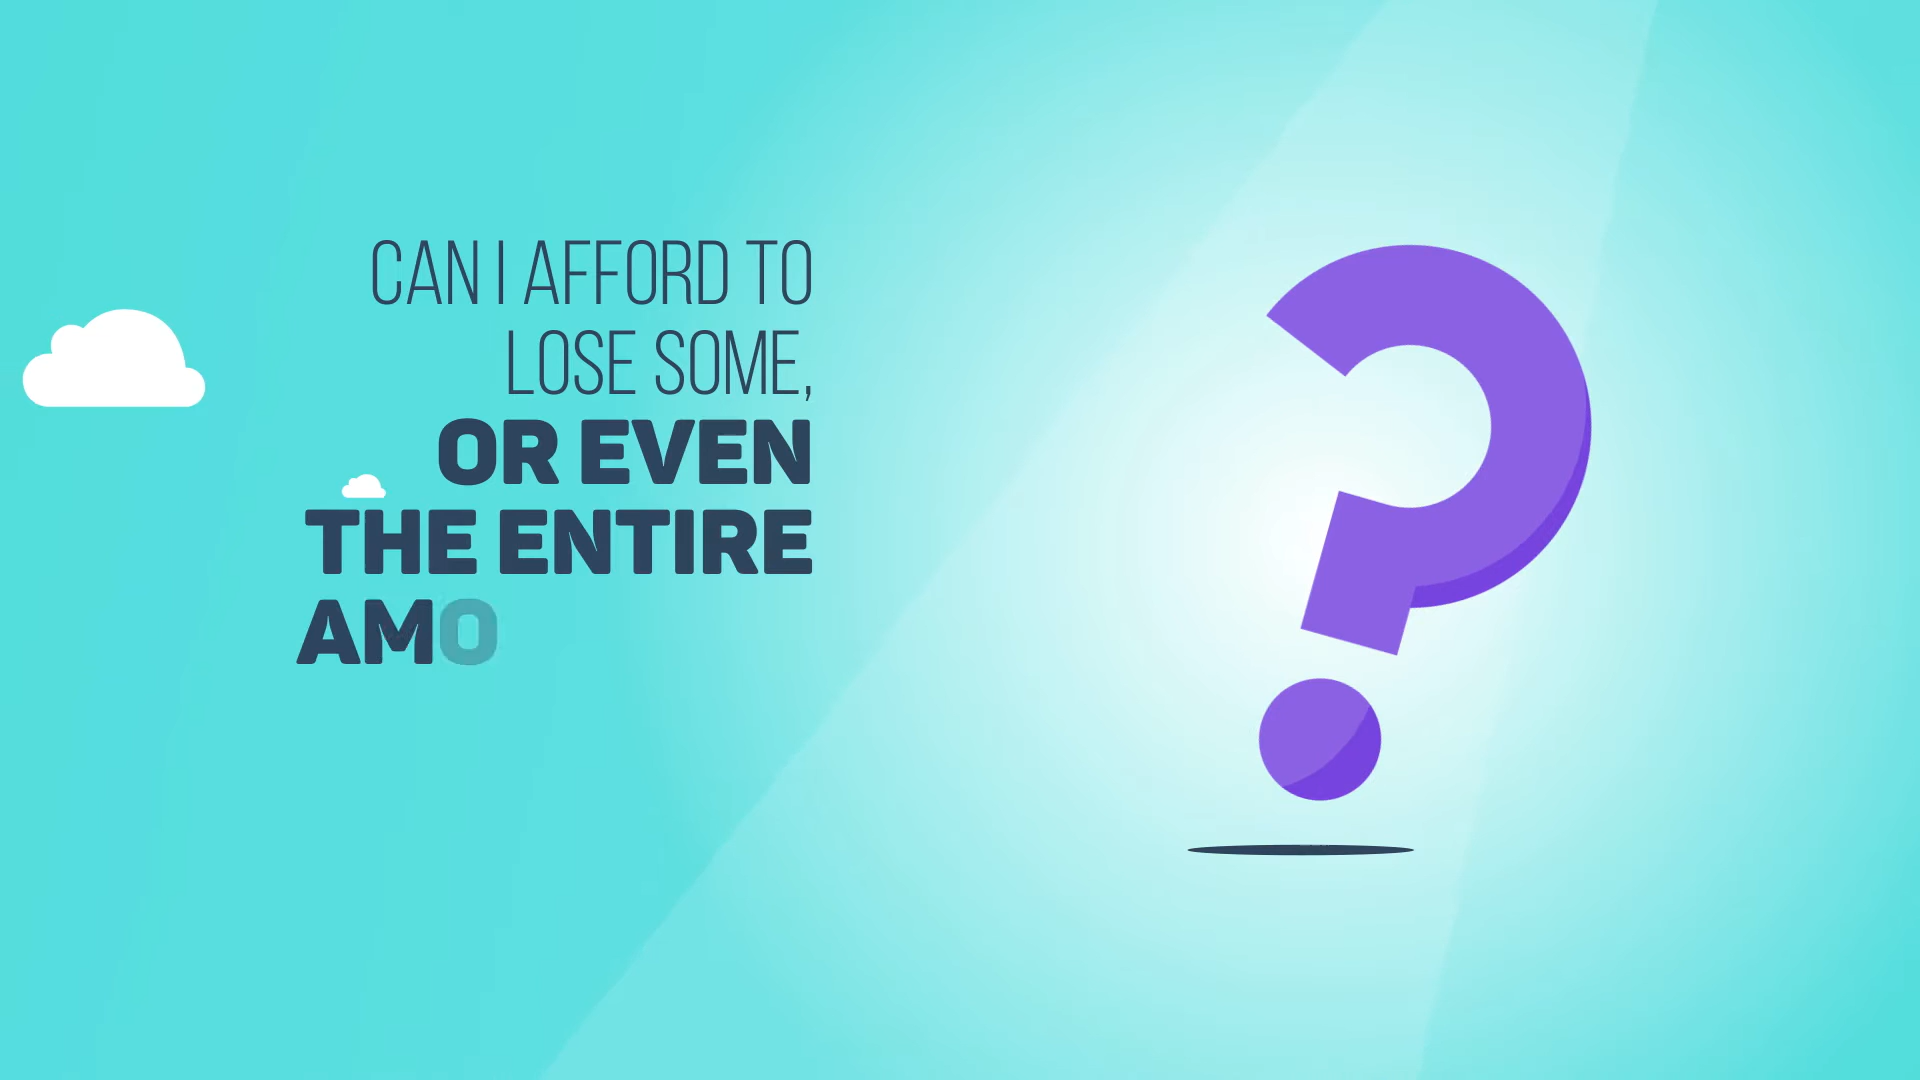 CAN I AFFORD TO
LOSE SOME,
OR EVEN
THE ENTIRE
AMO